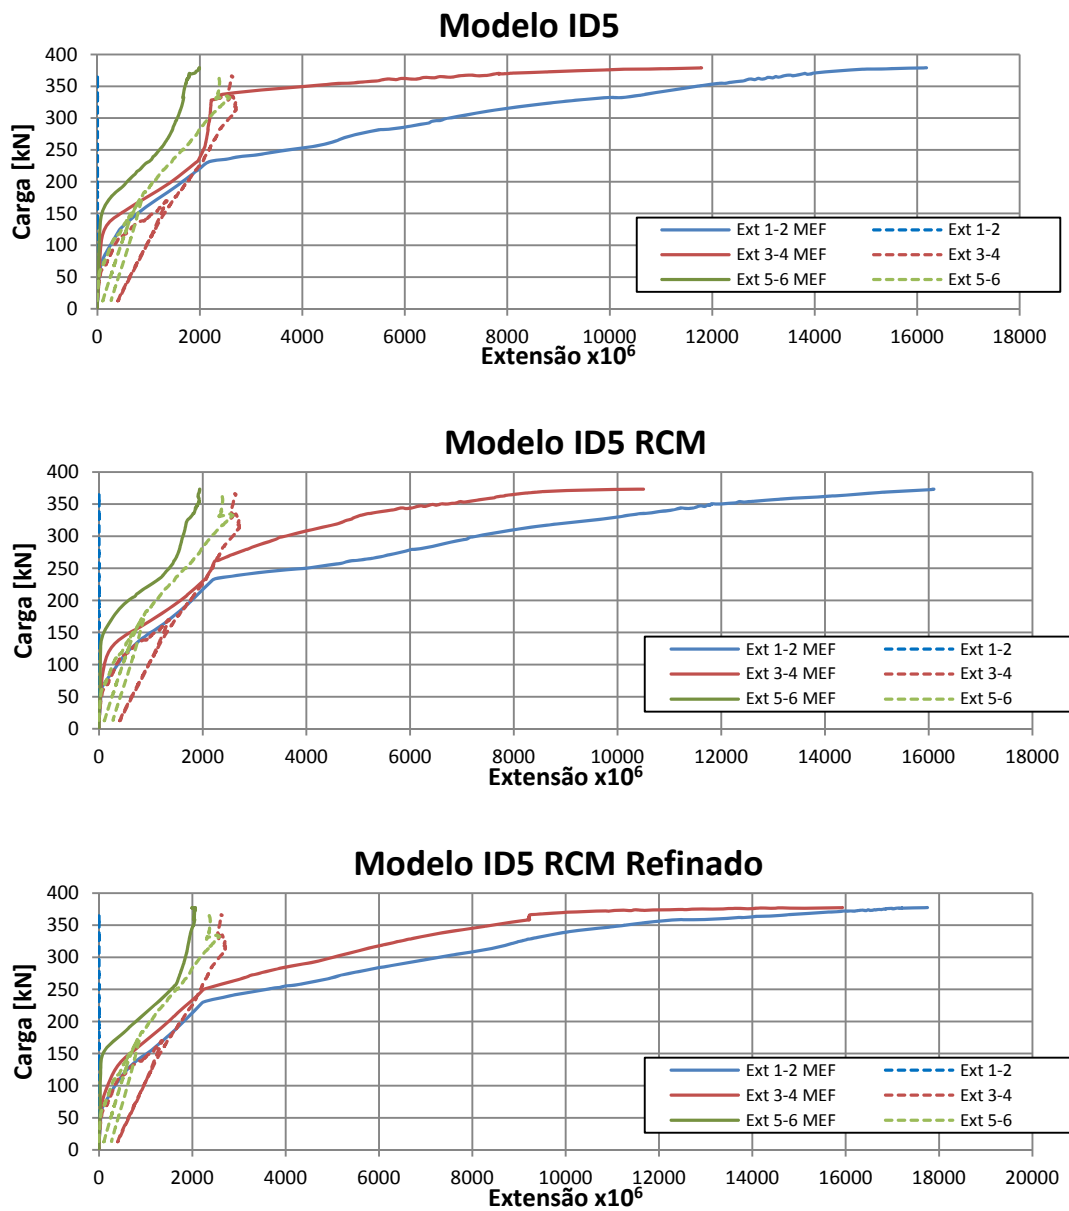 Modelo ID5
400
350
300
250
200
150
100
50
0
Carga [kN]
Ext 1-2 MEF Ext 1-2
Ext 3-4 MEF Ext 3-4
Ext 5-6 MEF Ext 5-6
0 2000 4000 6000 8000 10000 12000 14000 16000 18000
Extensão x10⁶
Modelo ID5 RCM
400
350
300
250
200
150
100
50
0
Carga [kN]
Ext 1-2 MEF Ext 1-2
Ext 3-4 MEF Ext 3-4
Ext 5-6 MEF Ext 5-6
0 2000 4000 6000 8000 10000 12000 14000 16000 18000
Extensão x10⁶
Modelo ID5 RCM Refinado
400
350
300
250
200
150
100
50
0
Carga [kN]
Ext 1-2 MEF Ext 1-2
Ext 3-4 MEF Ext 3-4
Ext 5-6 MEF Ext 5-6
0 2000 4000 6000 8000 10000 12000 14000 16000 18000 20000
Extensão x10⁶